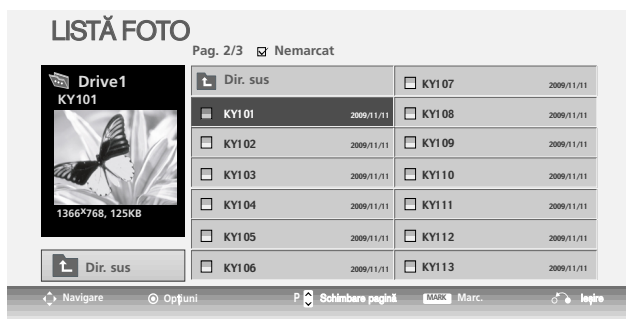 LISTĂ FOTO
Pag. 2/3 Nemarcat
Drive1
KY101
1366x768, 125KB
Dir. sus
Dir. sus
KY101 2009/11/11
KY102 2009/11/11
KY103 2009/11/11
KY104 2009/11/11
KY105 2009/11/11
KY106 2009/11/11
KY107 2009/11/11
KY108 2009/11/11
KY109 2009/11/11
KY110 2009/11/11
KY111 2009/11/11
KY112 2009/11/11
KY113 2009/11/11
Navigare Opţiuni P Schimbare pagină MARK Marc. Ieşire